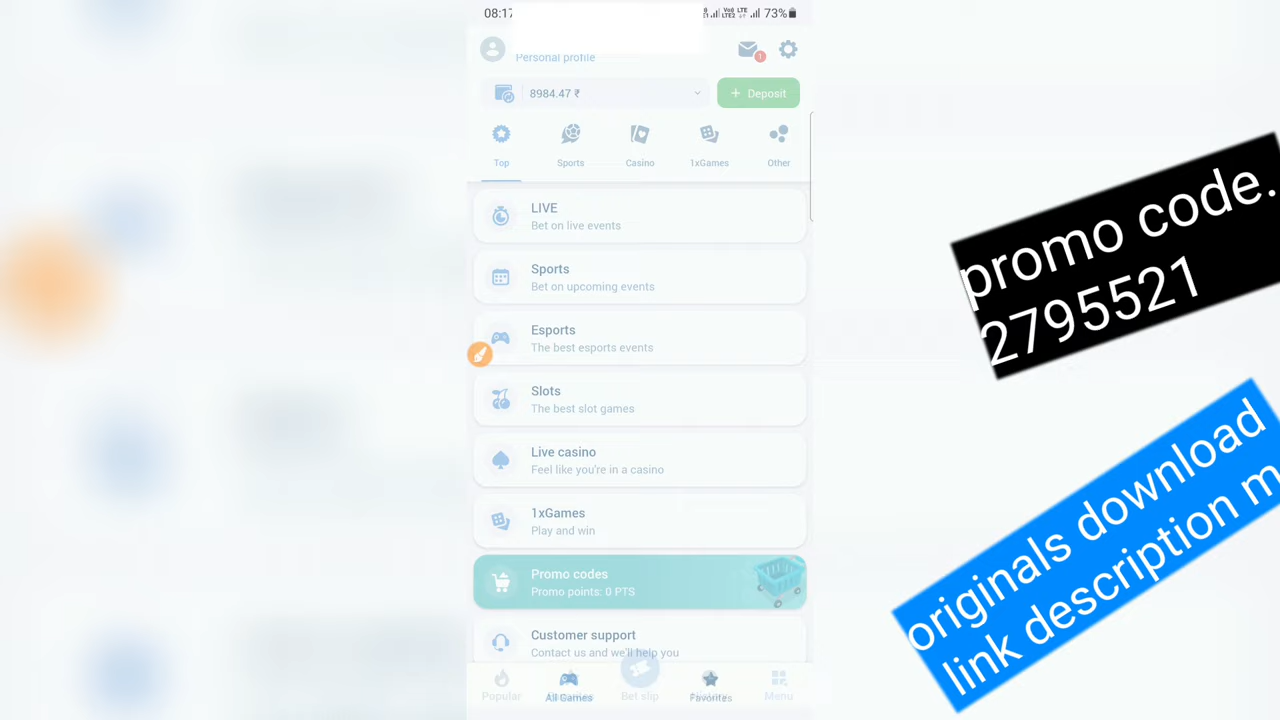 08:17
LTE2
LTE
73%
Personal profile
1
8984.47 ₹
+ Deposit
Top
Sports
Casino
1xGames
Other
LIVE
Bet on live events
Sports
Bet on upcoming events
Esports
The best esports events
Slots
The best slot games
Live casino
Feel like you're in a casino
1xGames
Play and win
Promo codes
Promo points: 0 PTS
Customer support
Contact us and we'll help you
Popular
All Games
Bet slip
Favorites
Menu
promo code.
2795521
originals download
link description m